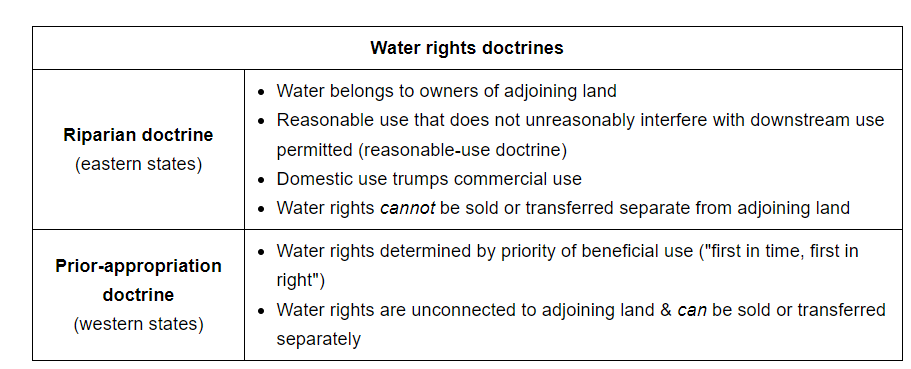 Water rights doctrines
Riparian doctrine
(eastern states)
• Water belongs to owners of adjoining land
• Reasonable use that does not unreasonably interfere with downstream use
permitted (reasonable-use doctrine)
• Domestic use trumps commercial use
• Water rights cannot be sold or transferred separate from adjoining land
Prior-appropriation
doctrine
(western states)
• Water rights determined by priority of beneficial use ("first in time, first in
right")
• Water rights are unconnected to adjoining land & can be sold or transferred
separately